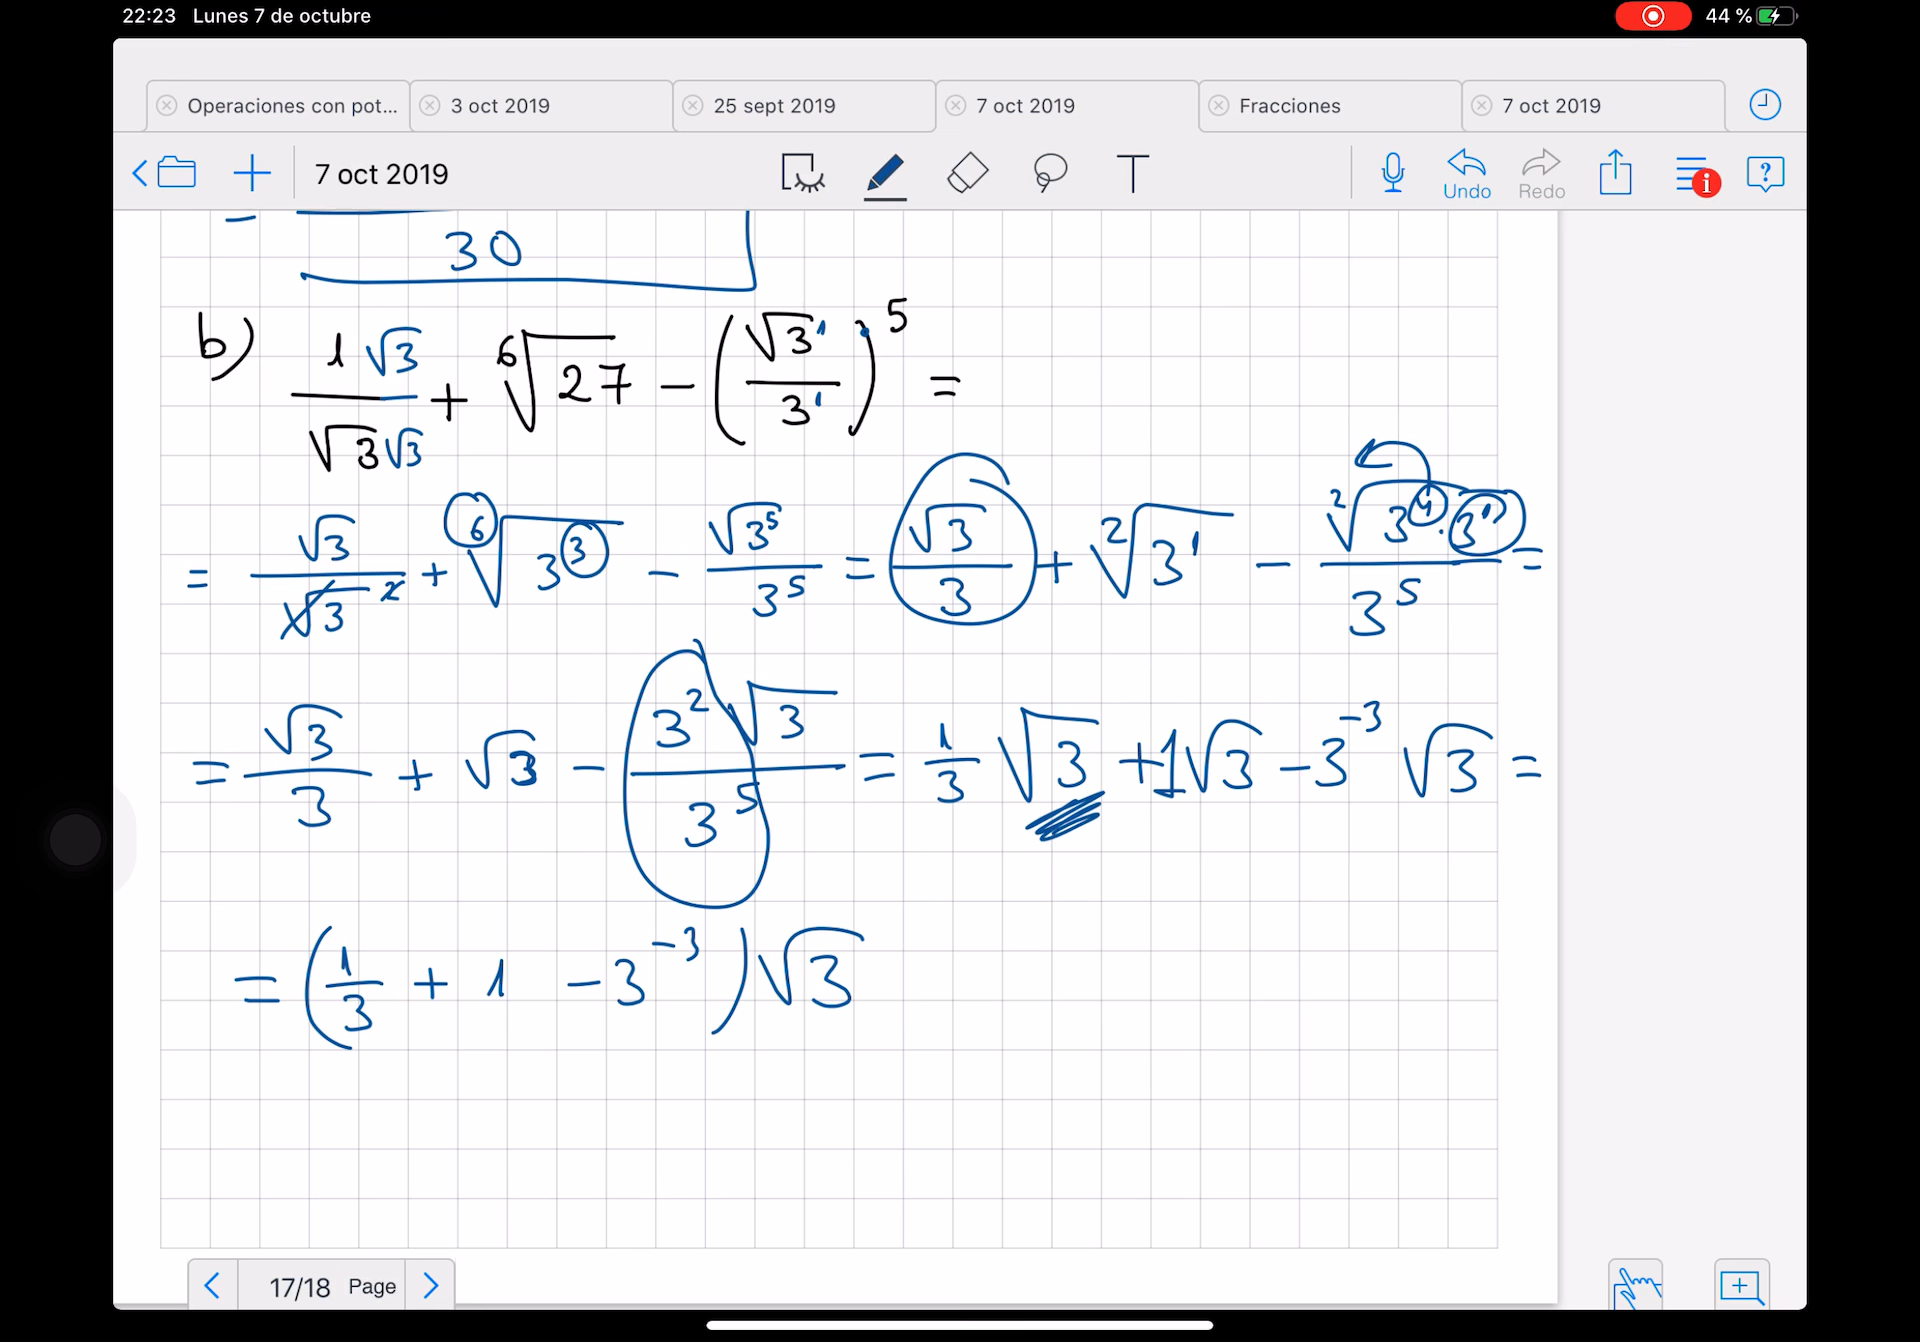 22:23 Lunes 7 de octubre 44 %
Operaciones con pot... 3 oct 2019 25 sept 2019 7 oct 2019 Fracciones 7 oct 2019
7 oct 2019 T Undo Redo i ?
= 30
b) 1√3/√3√3 + ⁶√27 − (√3¹/3¹)⁵ =
= √3/√3² + ⁶√3³ − √3⁵/3⁵ = √3/3 + ²√3¹ − ²√3⁴·3¹/3⁵ =
= √3/3 + √3 − 3²√3/3⁵ = 1/3 √3 + 1√3 − 3⁻³ √3 =
= (1/3 + 1 − 3⁻³)√3
17/18 Page